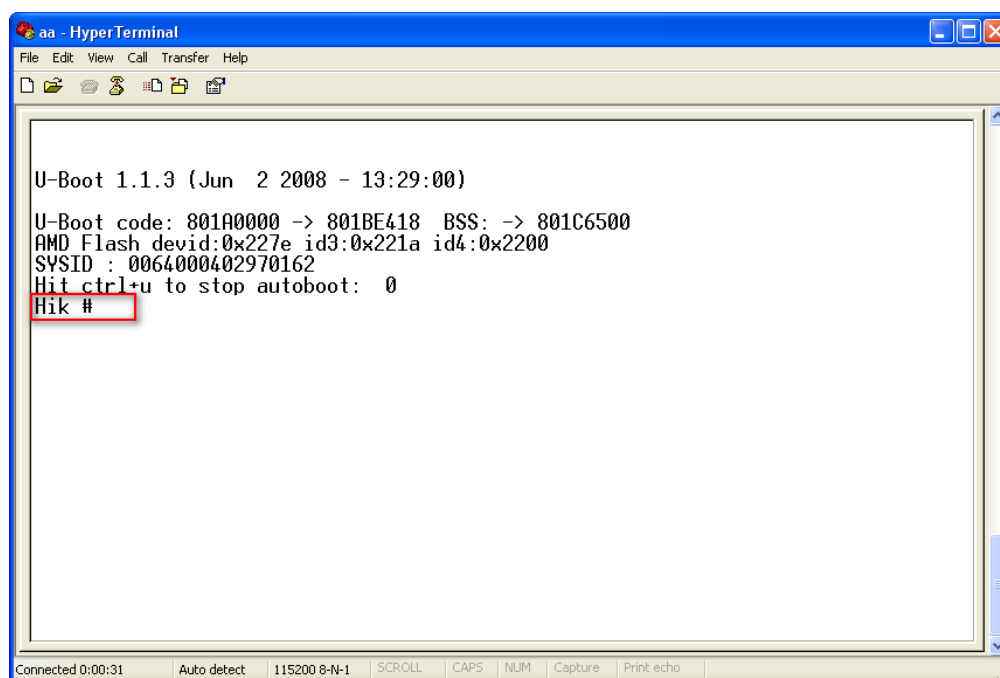 aa - HyperTerminal
File Edit View Call Transfer Help
U-Boot 1.1.3 (Jun  2 2008 - 13:29:00)
U-Boot code: 801A0000 -> 801BE418  BSS: -> 801C6500
AMD Flash devid:0x227e id3:0x221a id4:0x2200
SYSID : 0064000402970162
Hit ctrl+u to stop autoboot:  0
Hik #
Connected 0:00:31 Auto detect 115200 8-N-1 SCROLL CAPS NUM Capture Print echo